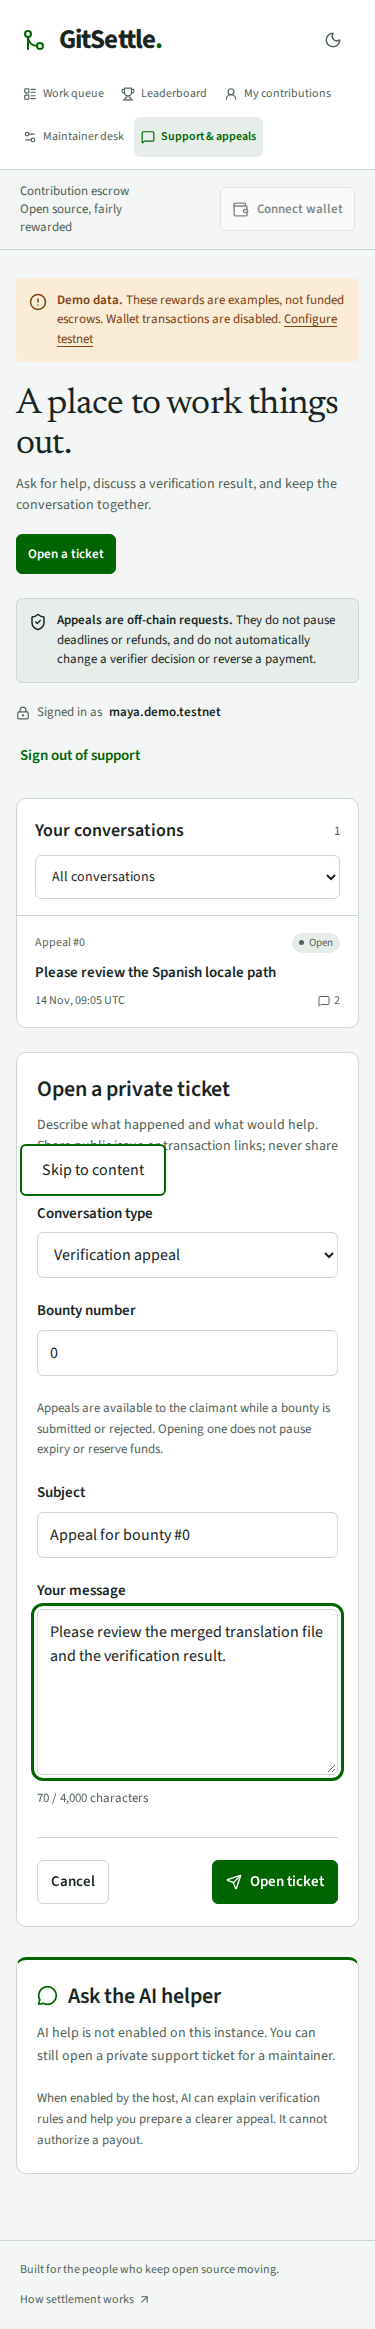 GitSettle.
Work queue
Leaderboard
My contributions
Maintainer desk
Support & appeals
Contribution escrow
Open source, fairly
rewarded
Connect wallet
Demo data. These rewards are examples, not funded
escrows. Wallet transactions are disabled. Configure
testnet
A place to work things
out.
Ask for help, discuss a verification result, and keep the
conversation together.
Open a ticket
Appeals are off-chain requests. They do not pause
deadlines or refunds, and do not automatically
change a verifier decision or reverse a payment.
Signed in as maya.demo.testnet
Sign out of support
Your conversations
1
All conversations
Appeal #0
Open
Please review the Spanish locale path
14 Nov, 09:05 UTC
2
Open a private ticket
Describe what happened and what would help.
transaction links; never share
Skip to content
Conversation type
Verification appeal
Bounty number
0
Appeals are available to the claimant while a bounty is
submitted or rejected. Opening one does not pause
expiry or reserve funds.
Subject
Appeal for bounty #0
Your message
Please review the merged translation file
and the verification result.
70 / 4,000 characters
Cancel
Open ticket
Ask the AI helper
AI help is not enabled on this instance. You can
still open a private support ticket for a maintainer.
When enabled by the host, AI can explain verification
rules and help you prepare a clearer appeal. It cannot
authorize a payout.
Built for the people who keep open source moving.
How settlement works